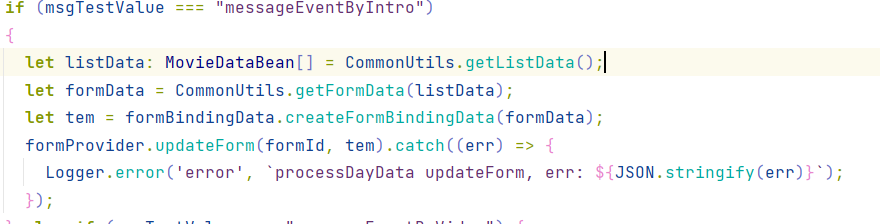 if (msgTestValue === "messageEventByIntro")
{
let listData: MovieDataBean[] = CommonUtils.getListData();
let formData = CommonUtils.getFormData(listData);
let tem = formBindingData.createFormBindingData(formData);
formProvider.updateForm(formId, tem).catch((err) => {
Logger.error('error', `processDayData updateForm, err: ${JSON.stringify(err)}`);
});